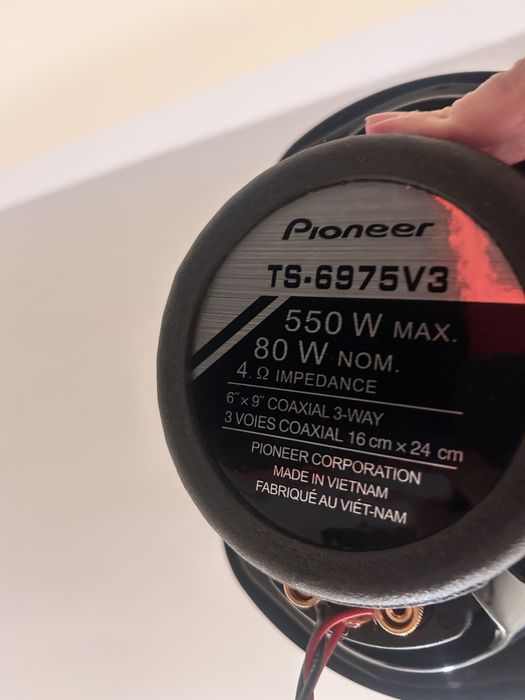 Pioneer
TS-6975V3
550 W MAX.
80 W NOM.
4 Ω IMPEDANCE
6" x 9" COAXIAL 3-WAY
3 VOIES COAXIAL 16 cm x 24 cm
PIONEER CORPORATION
MADE IN VIETNAM
FABRIQUÉ AU VIÉT-NAM